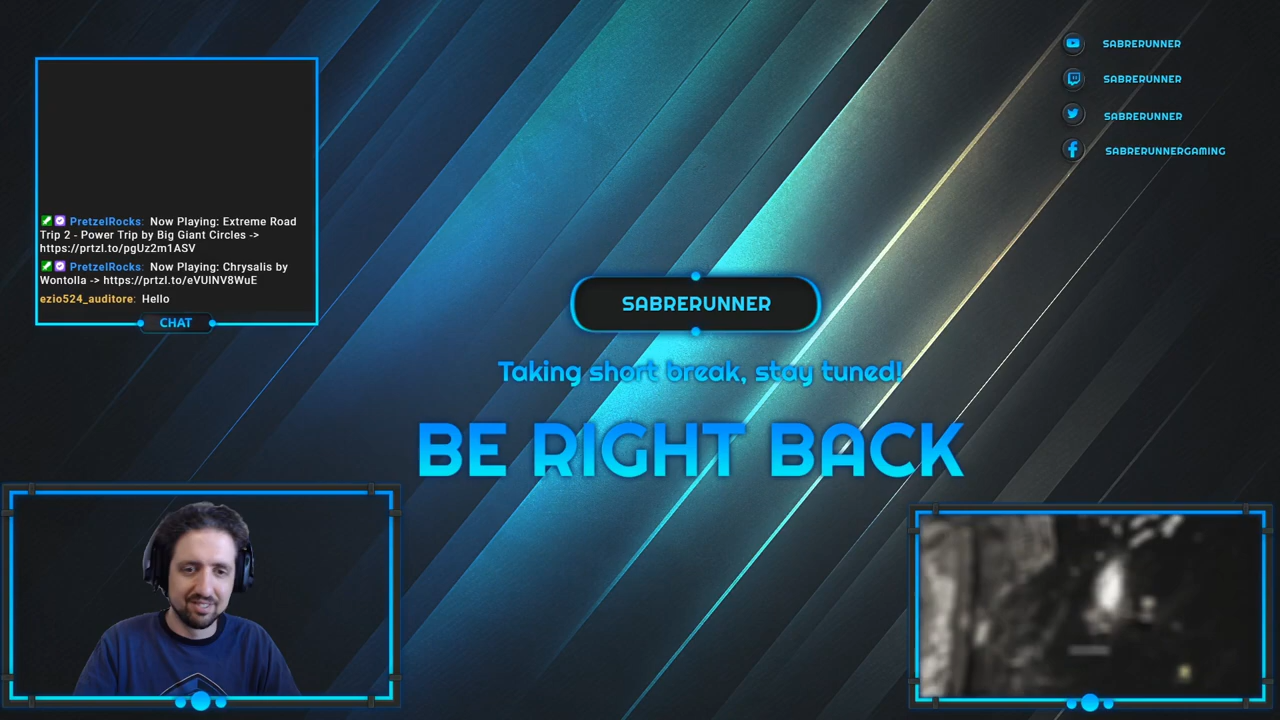 SABRERUNNER
SABRERUNNER
SABRERUNNER
SABRERUNNERGAMING
PretzelRocks: Now Playing: Extreme Road
Trip 2 - Power Trip by Big Giant Circles ->
https://prtzl.to/pgUz2m1ASV
PretzelRocks: Now Playing: Chrysalis by
Wontolla -> https://prtzl.to/eVUlNV8WuE
ezio524_auditore: Hello
CHAT
SABRERUNNER
Taking short break, stay tuned!
BE RIGHT BACK